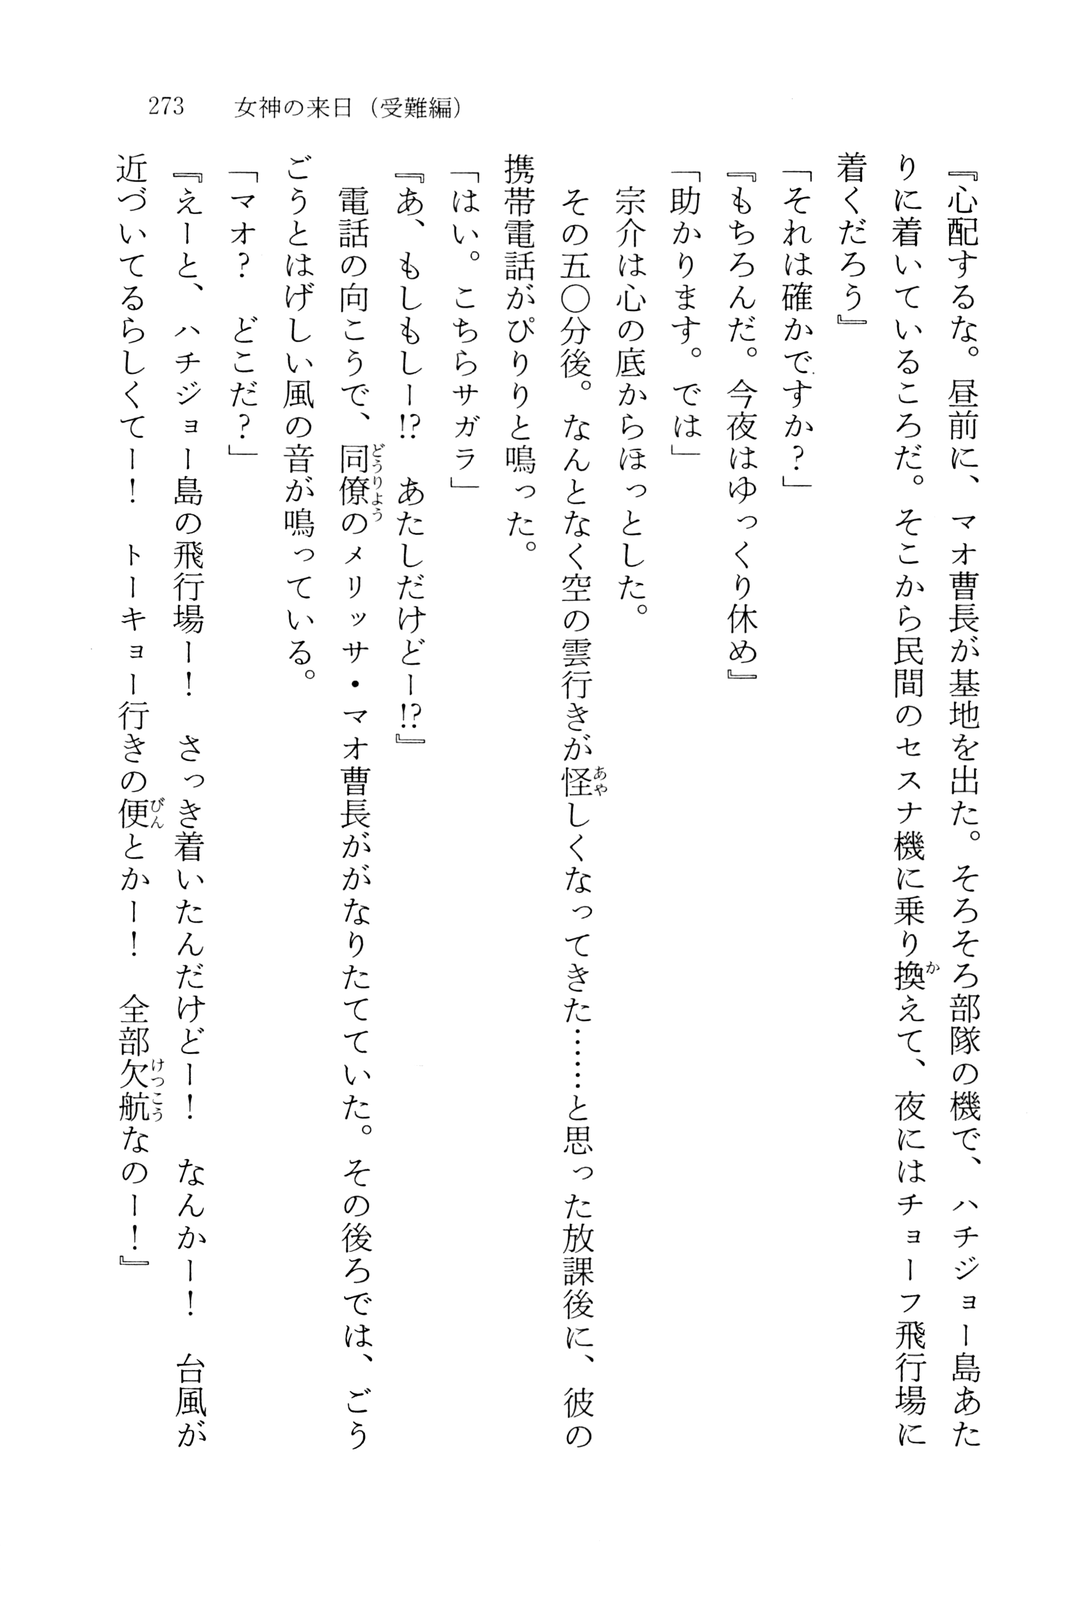 273　女神の来日（受難編）
『心配するな。昼前に、マオ曹長が基地を出た。そろそろ部隊の機で、ハチジョー島あた
りに着いているころだ。そこから民間のセスナ機に乗り換えて、夜にはチョーフ飛行場に
着くだろう』
「それは確かですか？」
『もちろんだ。今夜はゆっくり休め』
「助かります。では」
　宗介は心の底からほっとした。
　その五〇分後。なんとなく空の雲行きが怪しくなってきた……と思った放課後に、彼の
携帯電話がぴりりと鳴った。
「はい。こちらサガラ」
『あ、もしもしー!?　あたしだけどー!?』
　電話の向こうで、同僚のメリッサ・マオ曹長ががなりたてていた。その後ろでは、ごう
ごうとはげしい風の音が鳴っている。
「マオ？　どこだ？」
『えーと、ハチジョー島の飛行場ー！　さっき着いたんだけどー！　なんかー！　台風が
近づいてるらしくてー！　トーキョー行きの便とかー！　全部欠航なのー！』